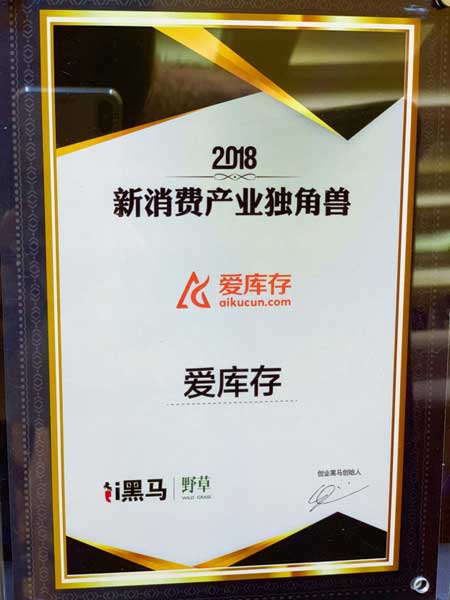 2018
新消费产业独角兽
爱库存
aikucun.com
爱库存
i黑马 野草
WILD GRASS
创业黑马创始人